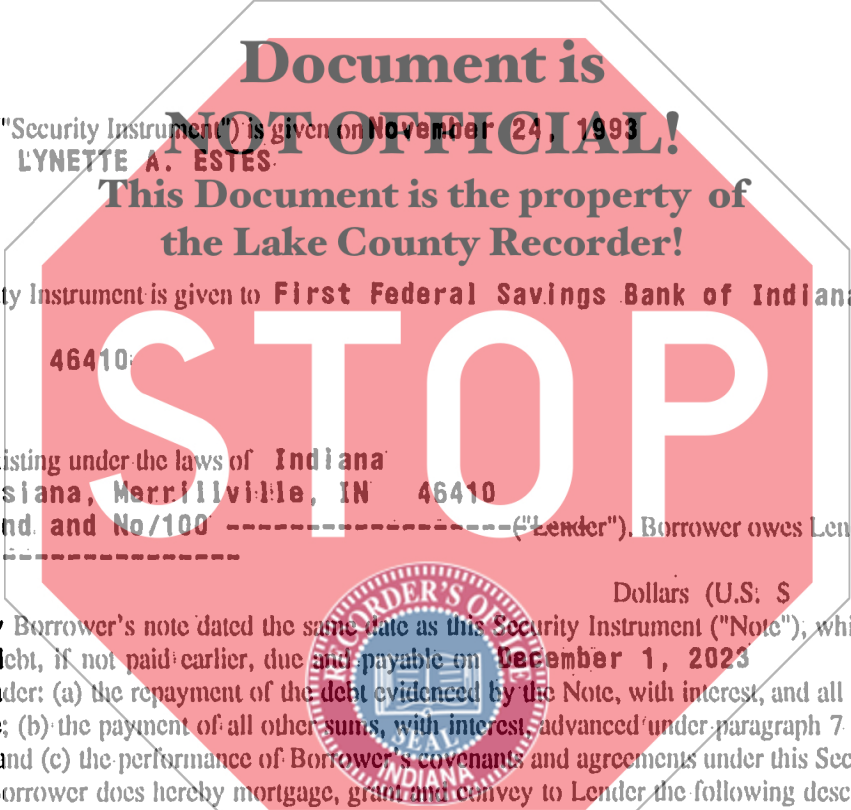 Document is
NOT OFFICIAL!
This Document is the property of
the Lake County Recorder!
STOP
"Security Instrument") is given on November 24, 1993
LYNETTE A. ESTES
ty Instrument is given to First Federal Savings Bank of Indiana
46410
isting under the laws of Indiana
siana, Merrillville, IN 46410
nd and No/100 -------------------- ("Lender"). Borrower owes Len
-----------------
Dollars (U.S. $
y Borrower's note dated the same date as this Security Instrument ("Note"), whi
lebt, if not paid earlier, due and payable on December 1, 2023
der: (a) the repayment of the debt evidenced by the Note, with interest, and all
; (b) the payment of all other sums, with interest, advanced under paragraph 7
and (c) the performance of Borrower's covenants and agreements under this Sec
orrower does hereby mortgage, grant and convey to Lender the following desc
RECORDER'S OFFICE
SEAL
INDIANA